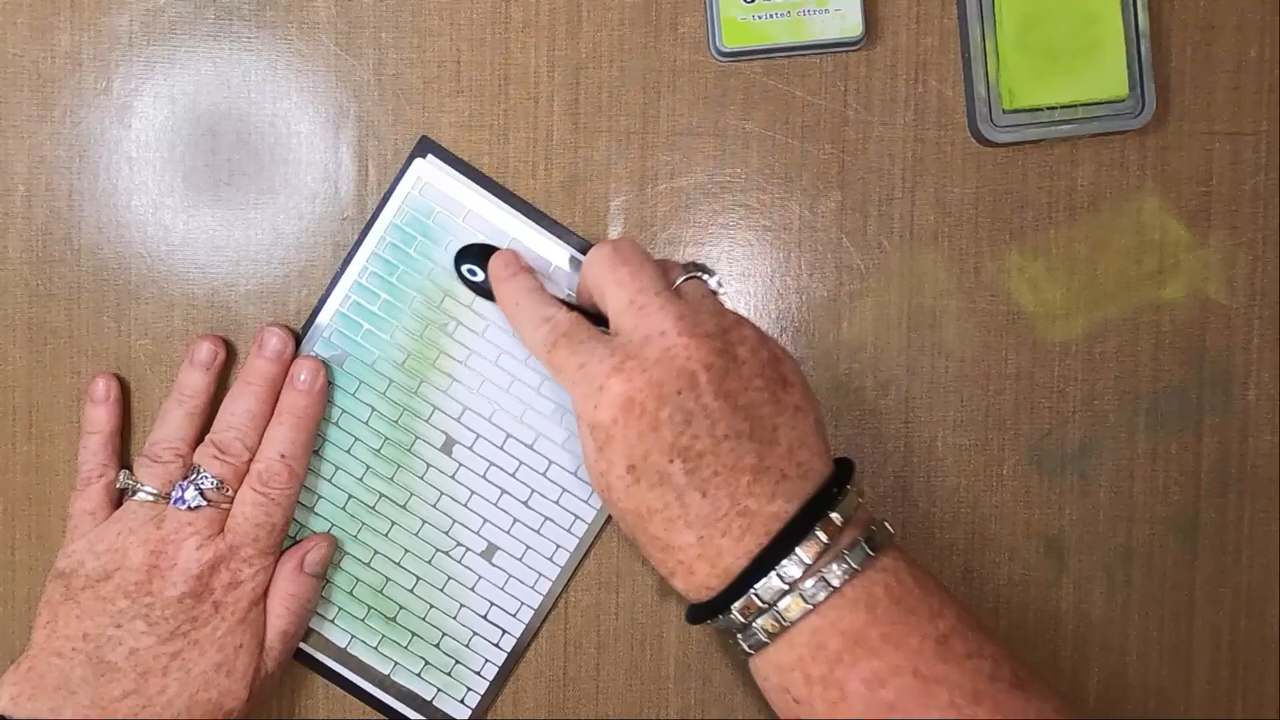 — twisted citron —